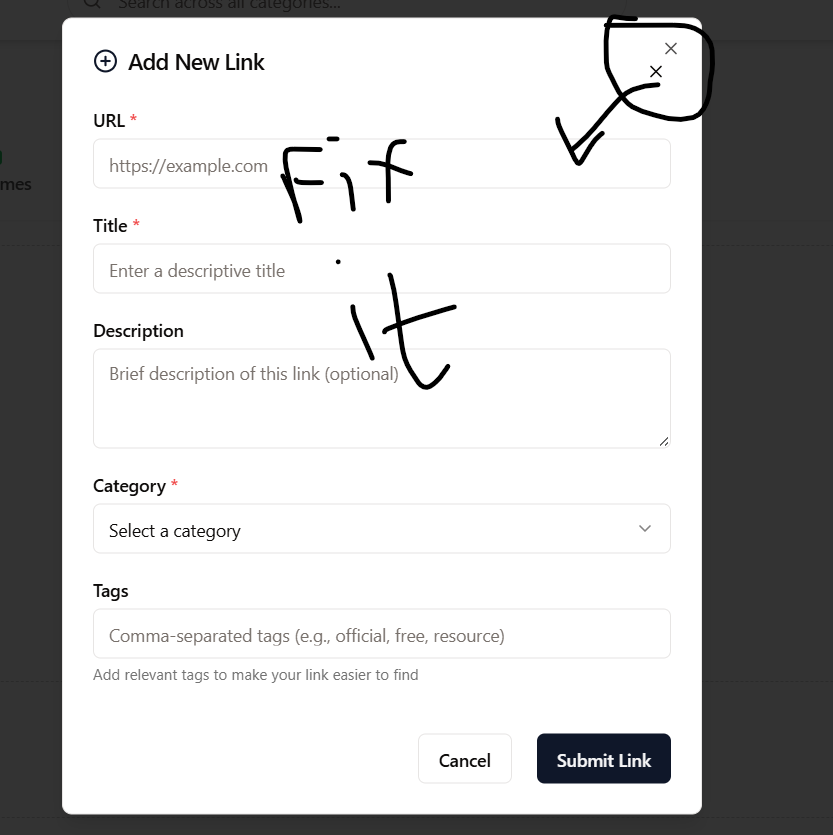 Search across all categories...
Add New Link
URL *
https://example.com
Fif
mes
Title *
Enter a descriptive title
it
Description
Brief description of this link (optional)
Category *
Select a category
Tags
Comma-separated tags (e.g., official, free, resource)
Add relevant tags to make your link easier to find
Cancel
Submit Link